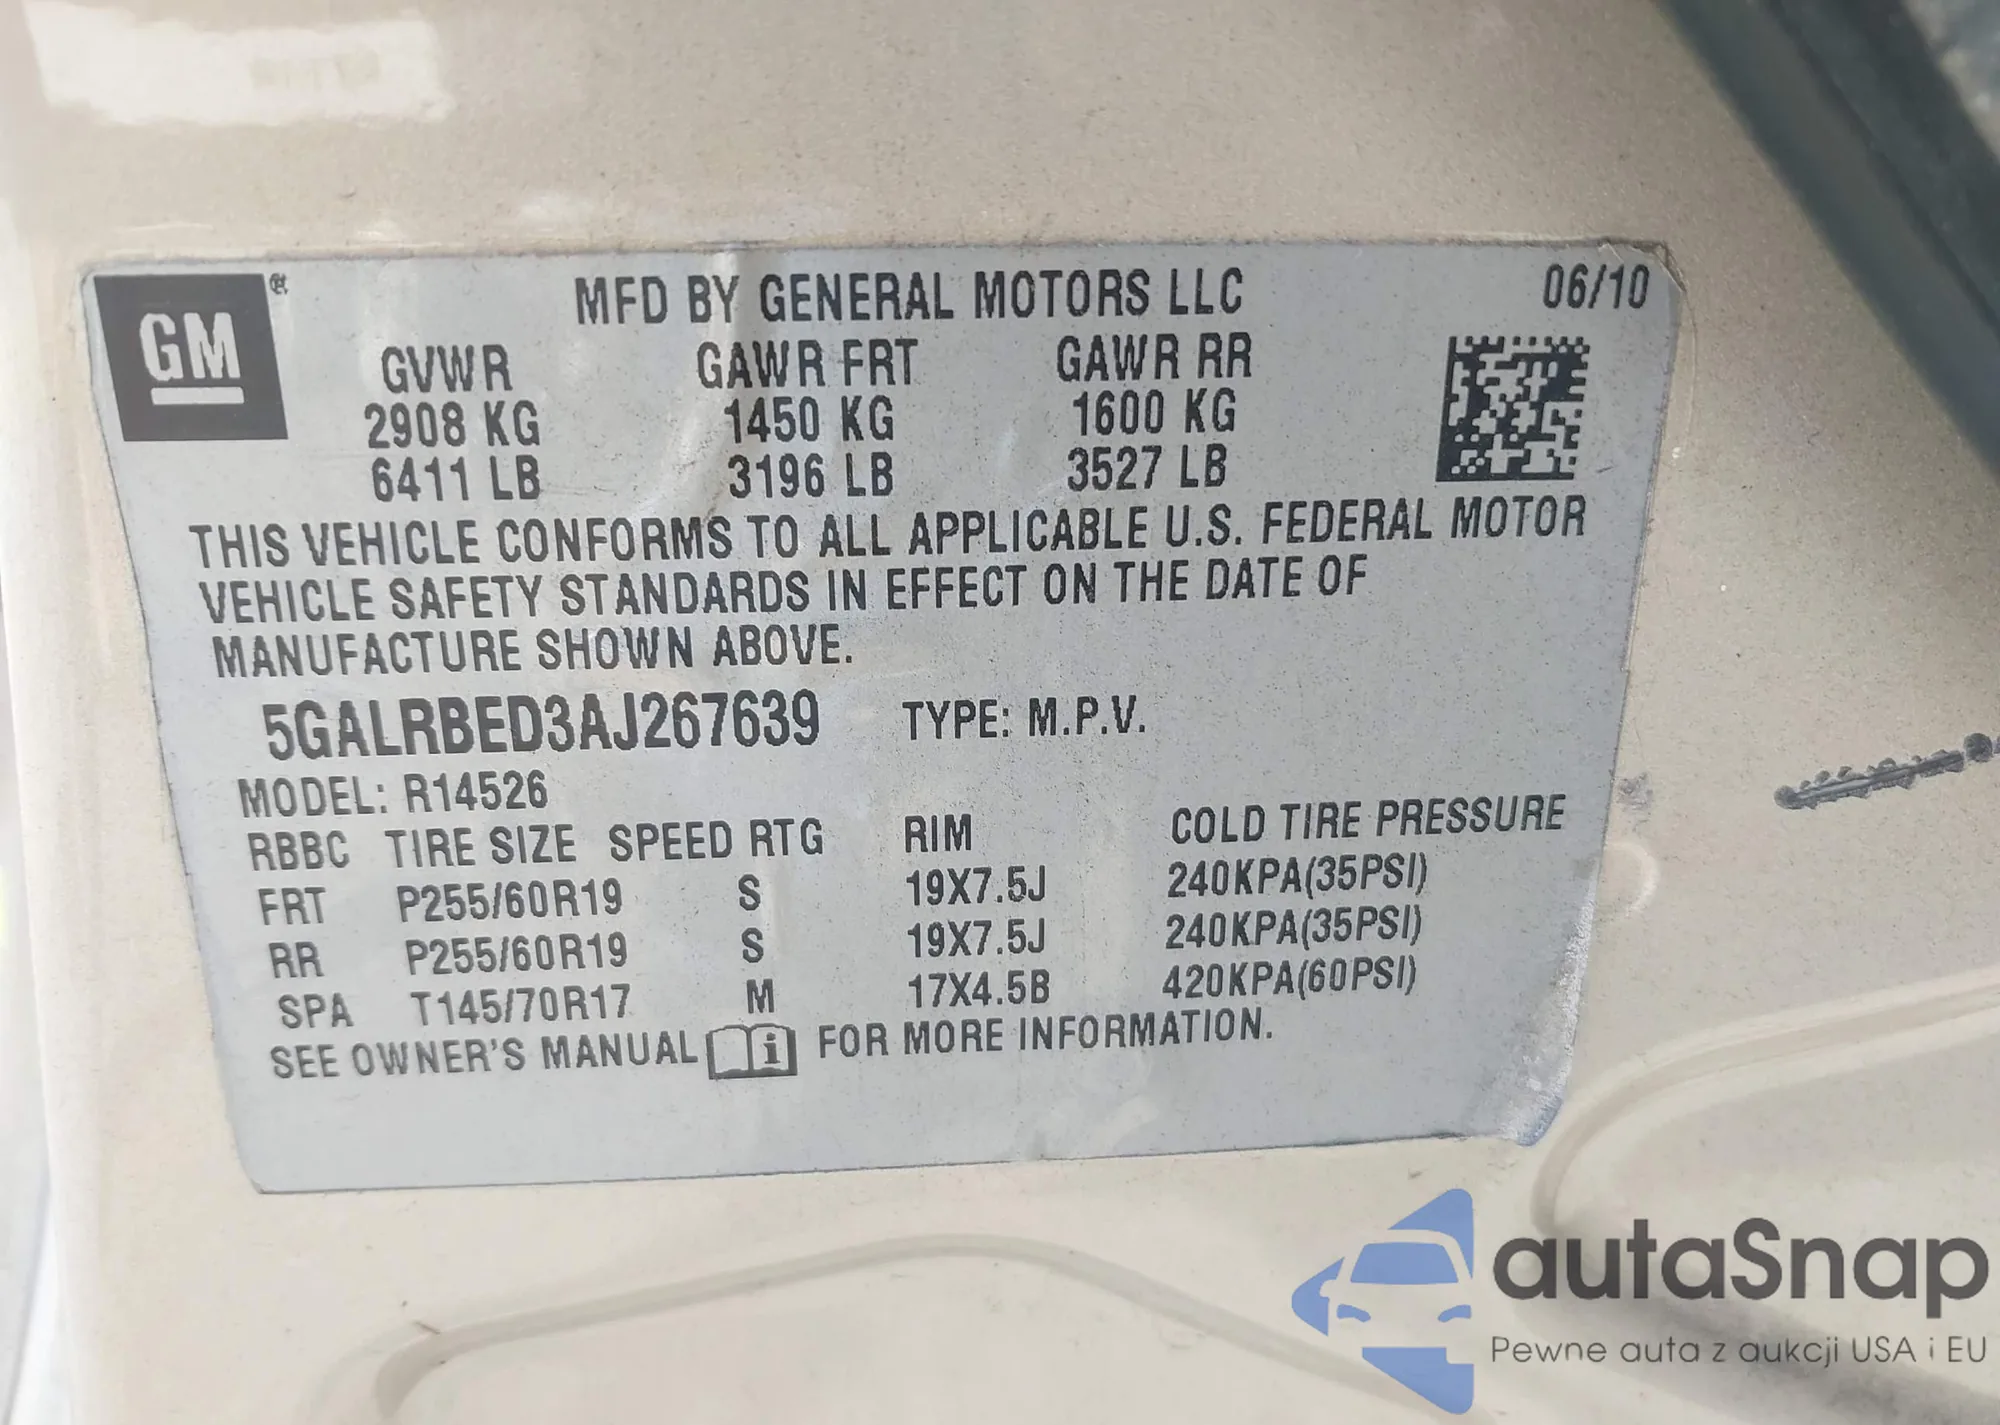 GM
MFD BY GENERAL MOTORS LLC 06/10
GVWR GAWR FRT GAWR RR
2908 KG 1450 KG 1600 KG
6411 LB 3196 LB 3527 LB
THIS VEHICLE CONFORMS TO ALL APPLICABLE U.S. FEDERAL MOTOR
VEHICLE SAFETY STANDARDS IN EFFECT ON THE DATE OF
MANUFACTURE SHOWN ABOVE.
5GALRBED3AJ267639 TYPE: M.P.V.
MODEL: R14526
RBBC TIRE SIZE SPEED RTG RIM COLD TIRE PRESSURE
FRT P255/60R19 S 19X7.5J 240KPA(35PSI)
RR P255/60R19 S 19X7.5J 240KPA(35PSI)
SPA T145/70R17 M 17X4.5B 420KPA(60PSI)
SEE OWNER'S MANUAL i FOR MORE INFORMATION.
autaSnap
Pewne auta z aukcji USA i EU